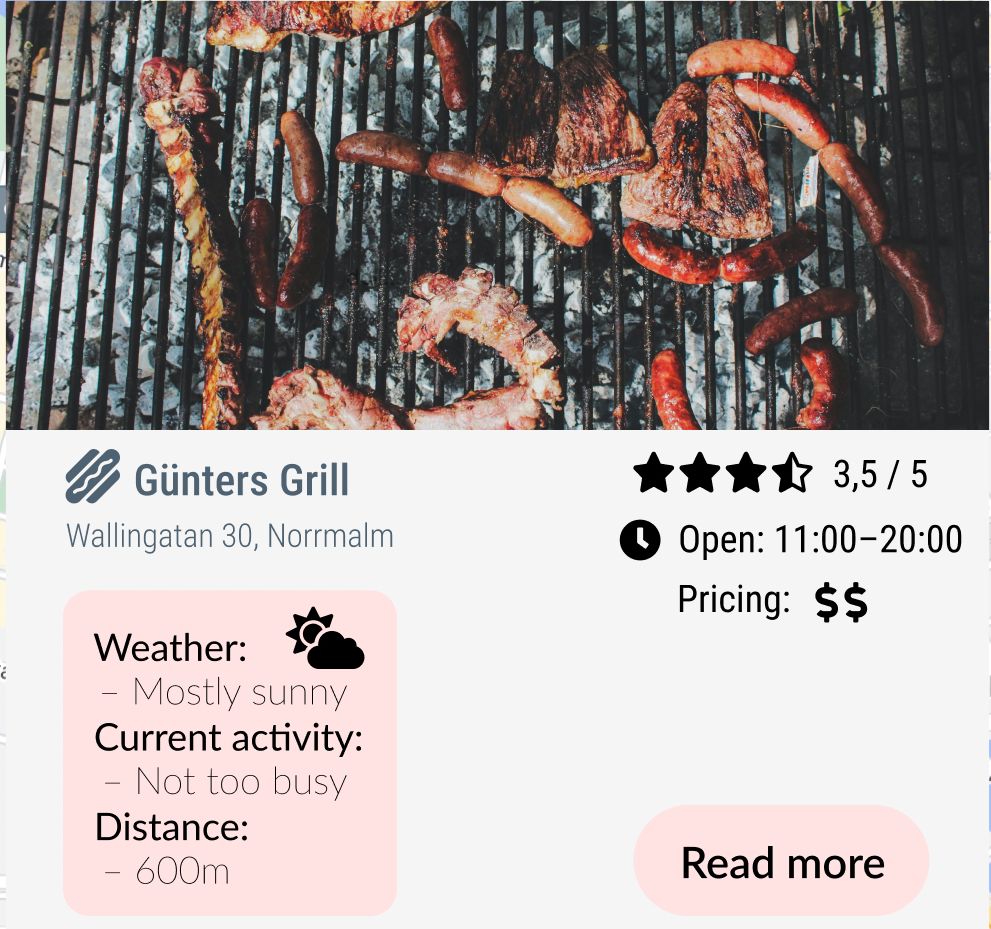 Günters Grill
Wallingatan 30, Norrmalm
3,5 / 5
Open: 11:00–20:00
Pricing: $$
Weather:
– Mostly sunny
Current activity:
– Not too busy
Distance:
– 600m
Read more